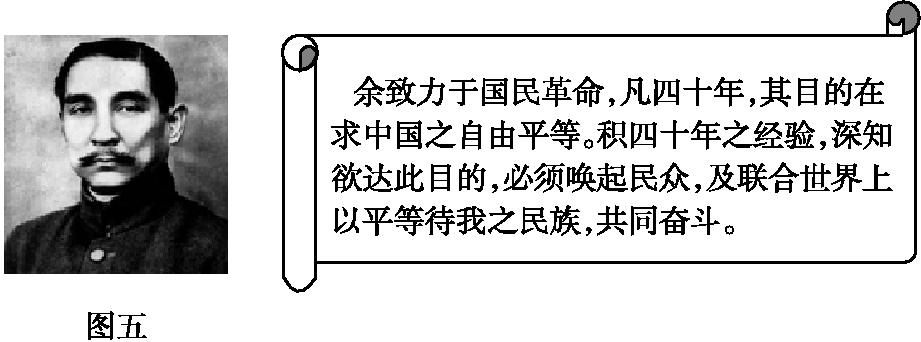 余致力于国民革命,凡四十年,其目的在
求中国之自由平等。积四十年之经验,深知
欲达此目的,必须唤起民众,及联合世界上
以平等待我之民族,共同奋斗。
图五